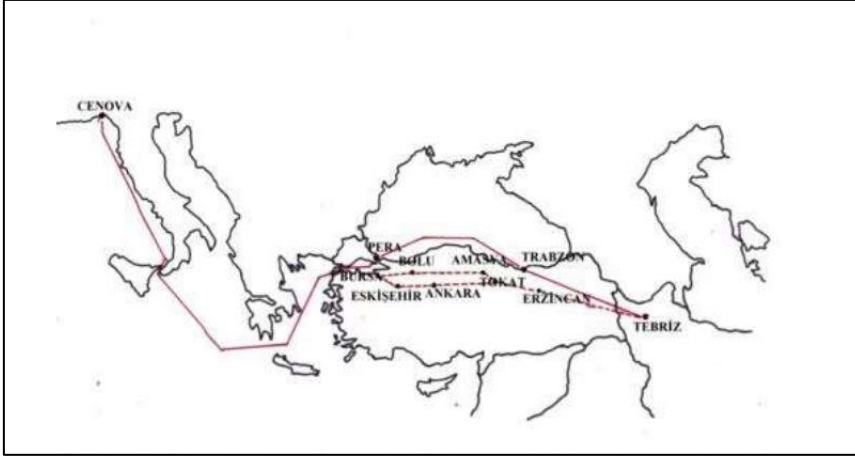 CENOVA
PERA
BOLU
AMASYA
TRABZON
BURSA
TOKAT
ESKİŞEHİR
ANKARA
ERZİNCAN
TEBRİZ